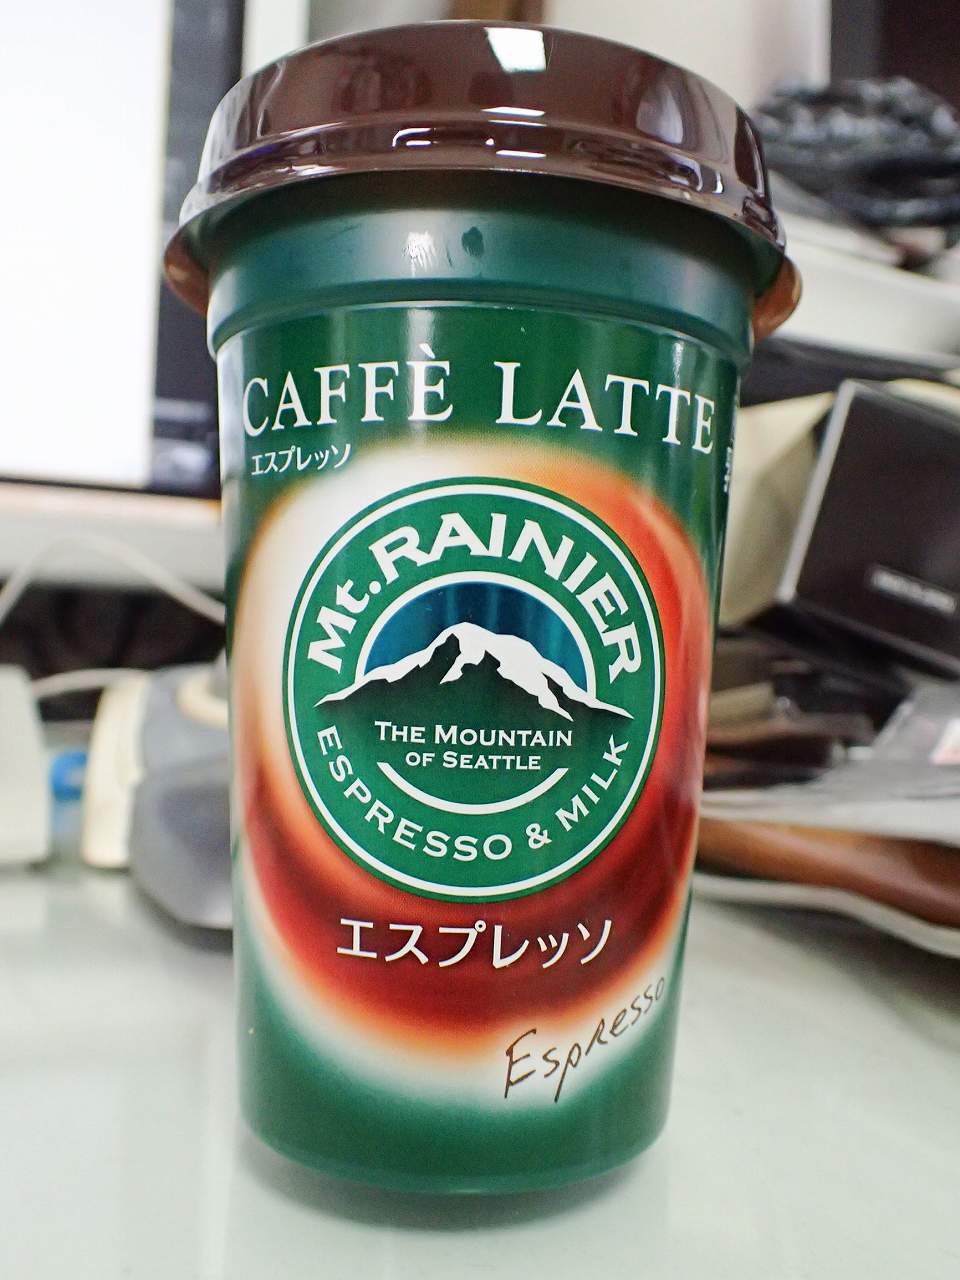 CAFFÈ LATTE
エスプレッソ
Mt. RAINIER
THE MOUNTAIN
OF SEATTLE
ESPRESSO & MILK
エスプレッソ
Espresso